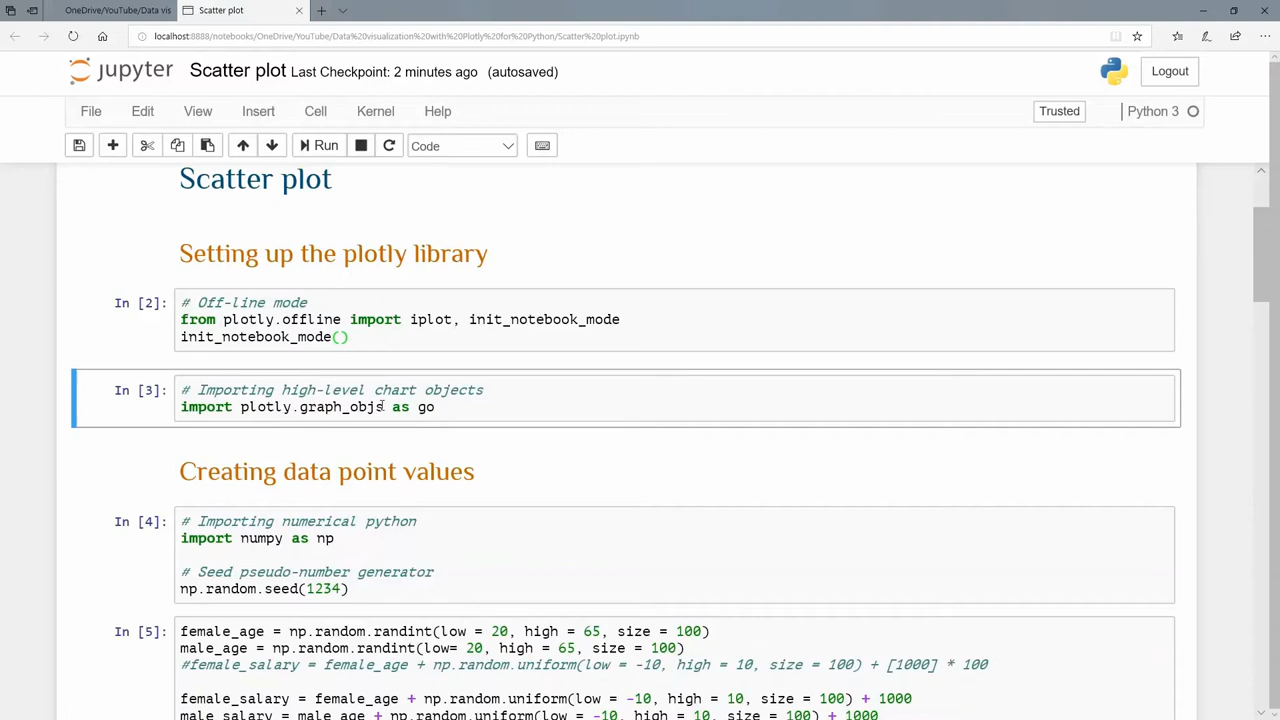 OneDrive/YouTube/Data vis
Scatter plot
localhost:8888/notebooks/OneDrive/YouTube/Data%20visualization%20with%20Plotly%20for%20Python/Scatter%20plot.ipynb
jupyter Scatter plot Last Checkpoint: 2 minutes ago (autosaved)
Logout
File Edit View Insert Cell Kernel Help
Trusted
Python 3
Run
Code
Scatter plot
Setting up the plotly library
In [2]:
# Off-line mode
from plotly.offline import iplot, init_notebook_mode
init_notebook_mode()
In [3]:
# Importing high-level chart objects
import plotly.graph_objs as go
Creating data point values
In [4]:
# Importing numerical python
import numpy as np
# Seed pseudo-number generator
np.random.seed(1234)
In [5]:
female_age = np.random.randint(low = 20, high = 65, size = 100)
male_age = np.random.randint(low= 20, high = 65, size = 100)
#female_salary = female_age + np.random.uniform(low = -10, high = 10, size = 100) + [1000] * 100
female_salary = female_age + np.random.uniform(low = -10, high = 10, size = 100) + 1000
male_salary = male_age + np.random.uniform(low = -10, high = 10, size = 100) + 1000